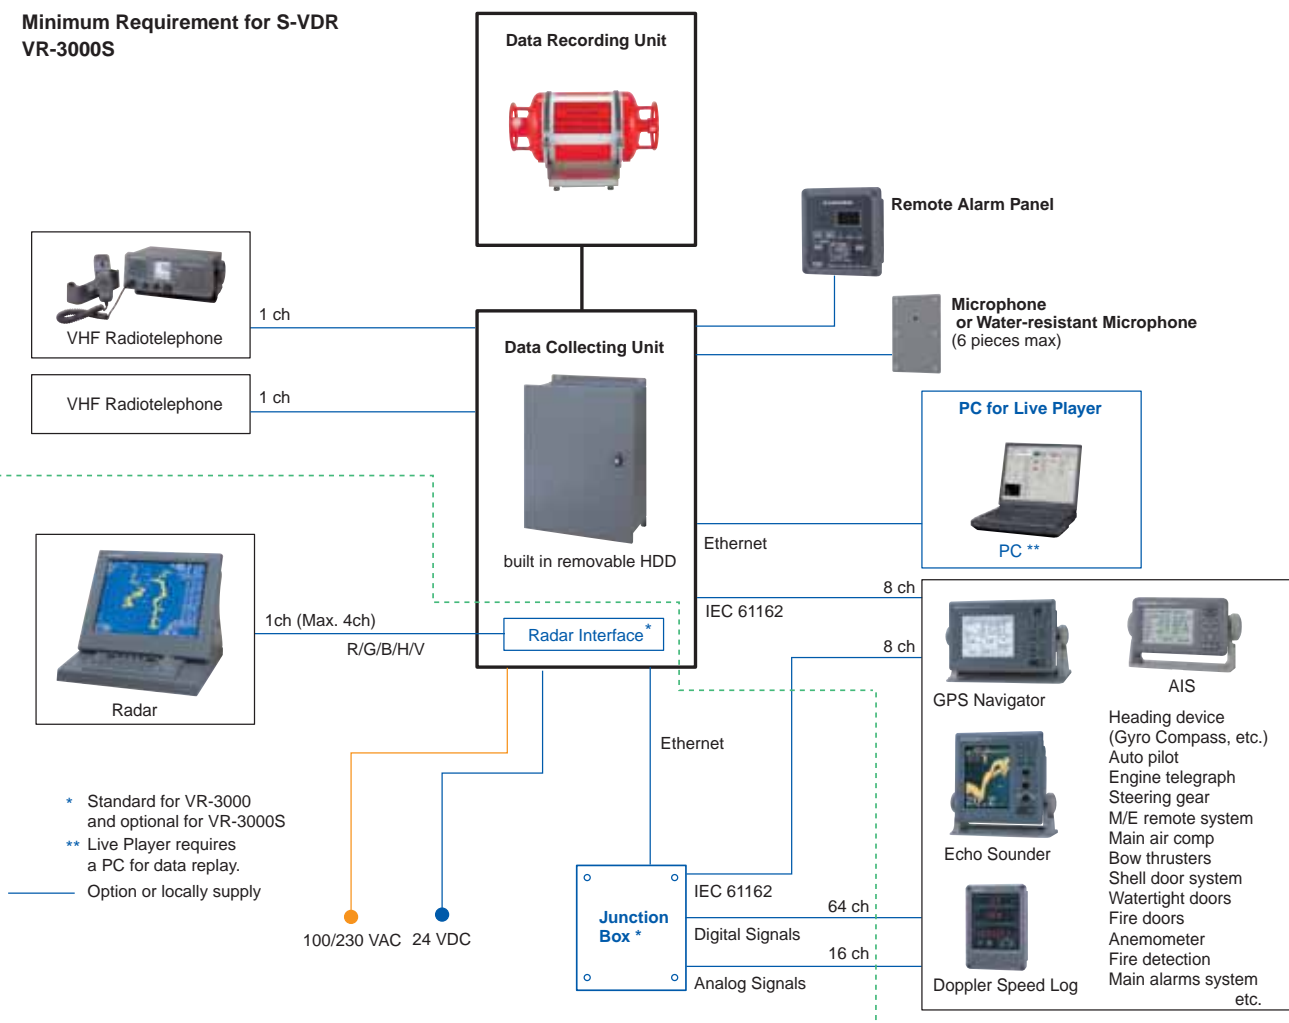 Minimum Requirement for S-VDR
VR-3000S
Data Recording Unit
Remote Alarm Panel
VHF Radiotelephone
1 ch
Microphone
or Water-resistant Microphone
(6 pieces max)
Data Collecting Unit
VHF Radiotelephone
1 ch
PC for Live Player
PC **
Ethernet
built in removable HDD
8 ch
IEC 61162
Radar
1ch (Max. 4ch)
R/G/B/H/V
Radar Interface *
8 ch
GPS Navigator
AIS
Ethernet
Heading device
(Gyro Compass, etc.)
Auto pilot
Engine telegraph
Steering gear
M/E remote system
Main air comp
Bow thrusters
Shell door system
Watertight doors
Fire doors
Anemometer
Fire detection
Main alarms system
etc.
Echo Sounder
Doppler Speed Log
* Standard for VR-3000
and optional for VR-3000S
** Live Player requires
a PC for data replay.
Option or locally supply
100/230 VAC
24 VDC
Junction
Box *
IEC 61162
64 ch
Digital Signals
16 ch
Analog Signals